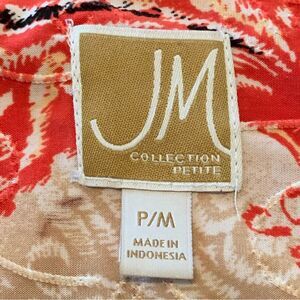 JM
COLLECTION
PETITE
P/M
MADE IN
INDONESIA